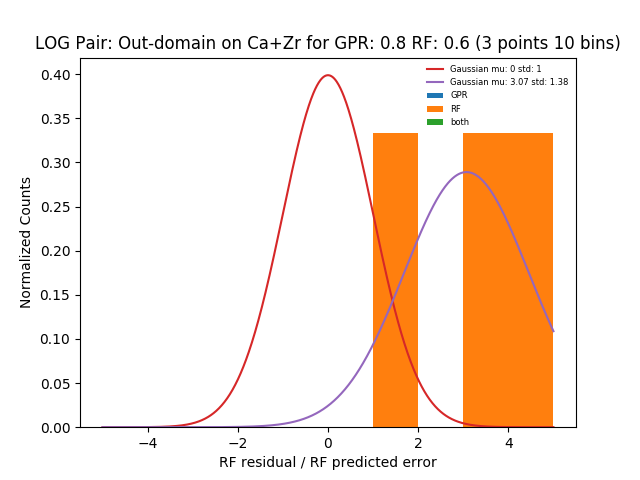 LOG Pair: Out-domain on Ca+Zr for GPR: 0.8 RF: 0.6 (3 points 10 bins)
Gaussian mu: 0 std: 1
Gaussian mu: 3.07 std: 1.38
GPR
RF
both
Normalized Counts
0.40
0.35
0.30
0.25
0.20
0.15
0.10
0.05
0.00
−4
−2
0
2
4
RF residual / RF predicted error